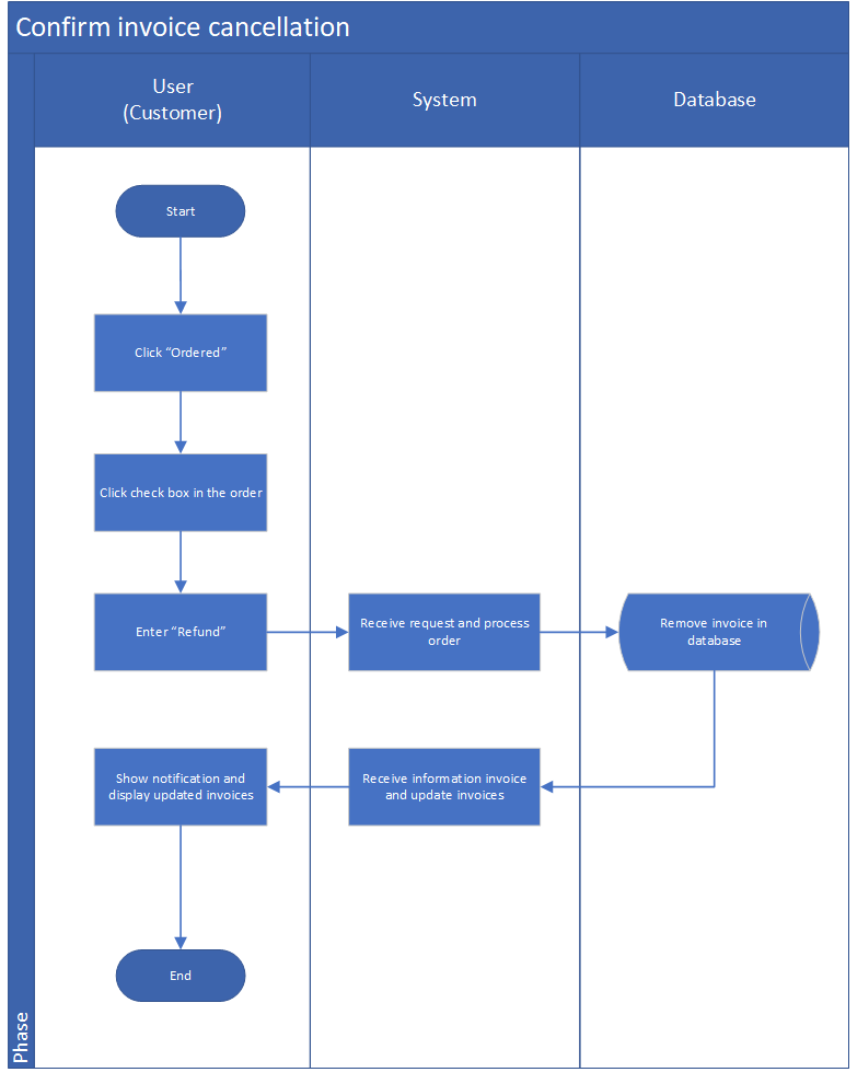 Confirm invoice cancellation
User
(Customer)
System
Database
Start
Click “Ordered”
Click check box in the order
Enter “Refund”
Receive request and process
order
Remove invoice in
database
Show notification and
display updated invoices
Receive information invoice
and update invoices
End
Phase